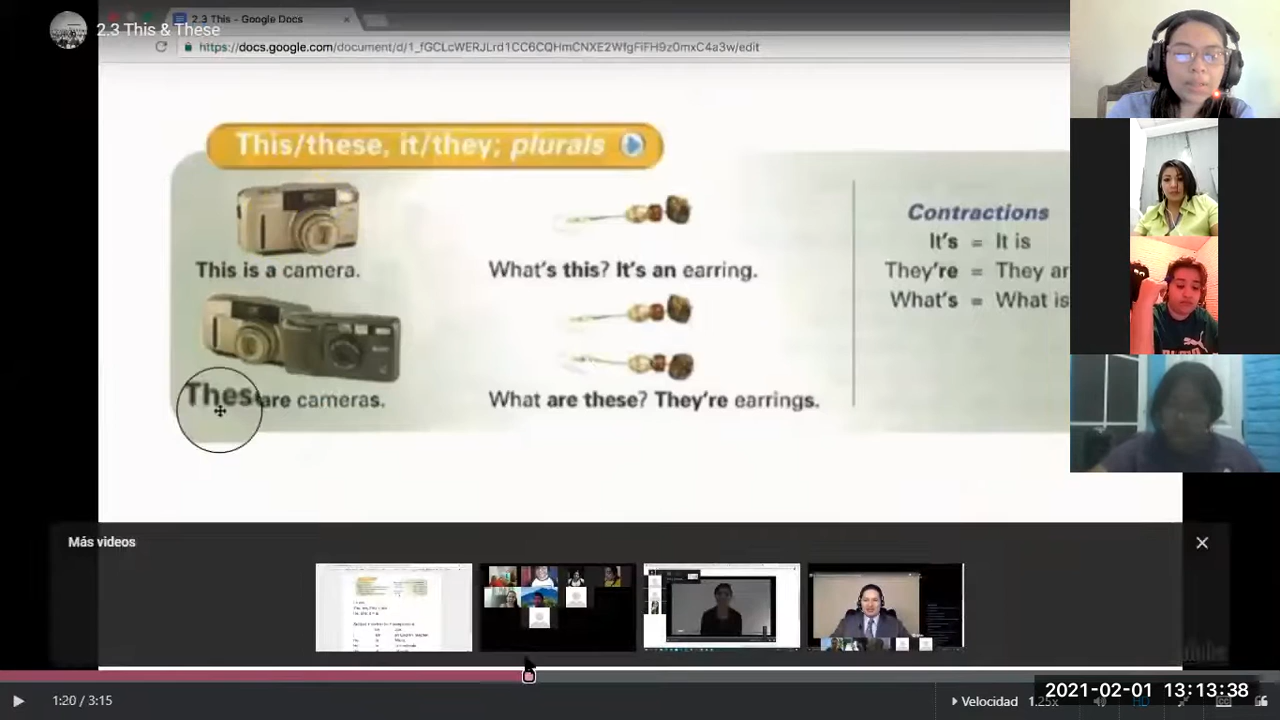 2.3 This - Google Docs
2.3 This & These
https://docs.google.com/document/d/1_fGCLcWERJLrd1CC6CQHmCNXE2WfgFiFH9z0mxC4a3w/edit
This/these, it/they; plurals
This is a camera.
What's this? It's an earring.
Thes are cameras.
What are these? They're earrings.
Contractions
It's = It is
They're = They ar
What's = What is
Más videos
1:20 / 3:15
Velocidad 1.25x
HD
2021-02-01 13:13:38